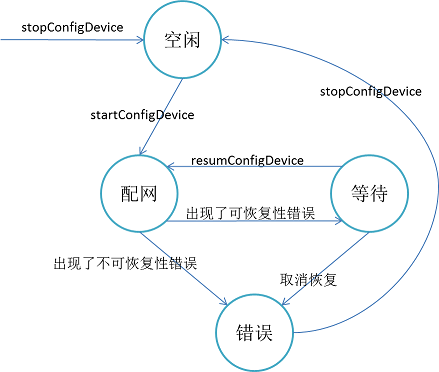 stopConfigDevice
空闲
stopConfigDevice
startConfigDevice
resumConfigDevice
配网
等待
出现了可恢复性错误
出现了不可恢复性错误
取消恢复
错误